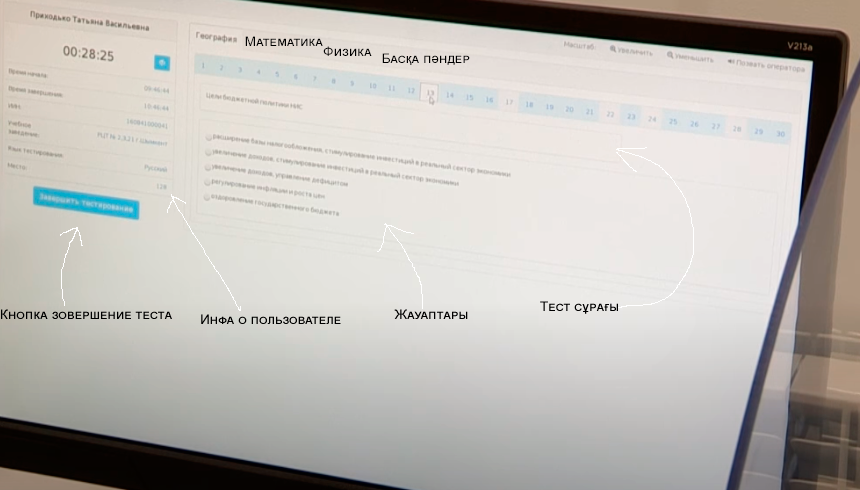 Приходько Татьяна Васильевна
00:28:25
Время начала: 09:46:44
Время завершения: 10:46:44
ИИН: 160841000041
Учебное заведение: РЦТ № 2,3,21 г.Шымкент
Язык тестирования: Русский
Место: 128
Завершить тестирование
V213a
Масштаб: Увеличить Уменьшить Позвать оператора
География Математика Физика Басқа пәндер
1 2 3 4 5 6 7 8 9 10 11 12 13 14 15 16 17 18 19 20 21 22 23 24 25 26 27 28 29 30
Цели бюджетной политики НИС
расширение базы налогообложения, стимулирование инвестиций в реальный сектор экономики
увеличение доходов, стимулирование инвестиций в реальный сектор экономики
увеличение доходов, управление дефицитом
регулирование инфляции и роста цен
оздоровление государственного бюджета
Кнопка зовершение теста
Инфа о пользователе
Жауаптары
Тест сұрағы